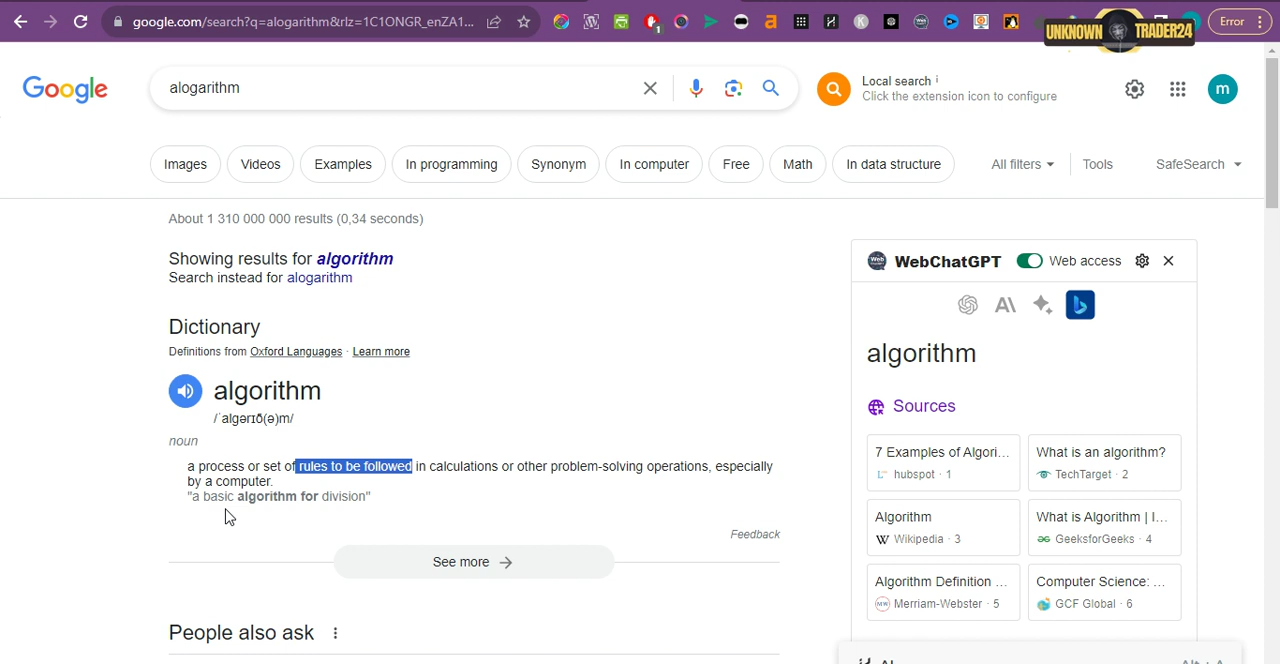 google.com/search?q=alogarithm&rlz=1C1ONGR_enZA1...
1
Error
UNKNOWN TRADER24
Google
alogarithm
Local search i
Click the extension icon to configure
m
Images
Videos
Examples
In programming
Synonym
In computer
Free
Math
In data structure
All filters
Tools
SafeSearch
About 1 310 000 000 results (0,34 seconds)
Showing results for algorithm
Search instead for alogarithm
Dictionary
Definitions from Oxford Languages · Learn more
algorithm
/ˈalɡərɪð(ə)m/
noun
a process or set of rules to be followed in calculations or other problem-solving operations, especially
by a computer.
"a basic algorithm for division"
Feedback
See more
People also ask
Web
WebChatGPT
Web access
algorithm
Sources
7 Examples of Algori...
hubspot · 1
What is an algorithm?
TechTarget · 2
Algorithm
W Wikipedia · 3
What is Algorithm | I...
GeeksforGeeks · 4
Algorithm Definition ...
MW Merriam-Webster · 5
Computer Science: ...
GCF Global · 6